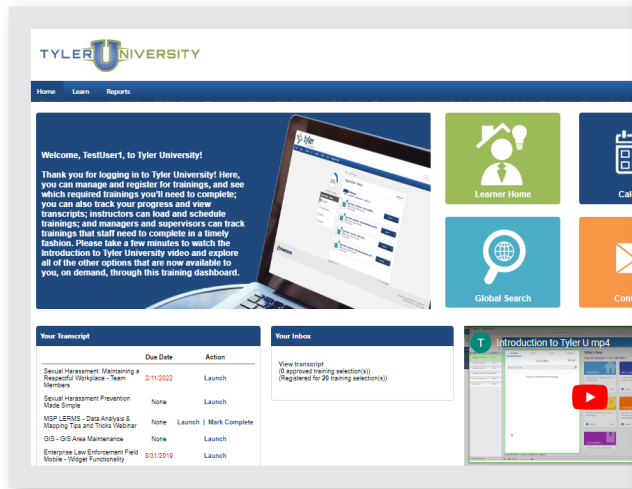 TYLER UNIVERSITY
Home Learn Reports
Welcome, TestUser1, to Tyler University!
Thank you for logging in to Tyler University! Here,
you can manage and register for trainings, and see
which required trainings you'll need to complete;
you can also track your progress and view
transcripts; instructors can load and schedule
trainings; and managers and supervisors can track
trainings that staff need to complete in a timely
fashion. Please take a few minutes to watch the
Introduction to Tyler University video and explore
all of the other options that are now available to
you, on demand, through this training dashboard.
tyler
Learner Home
Cal
Global Search
Cont
Your Transcript
Due Date Action
Sexual Harassment: Maintaining a
Respectful Workplace - Team
Members
2/11/2022 Launch
Sexual Harassment Prevention
Made Simple
None Launch
MSP LERMS - Data Analysis &
Mapping Tips and Tricks Webinar
None Launch | Mark Complete
GIS - GIS Area Maintenance None Launch
Enterprise Law Enforcement Field
Mobile - Widget Functionality
8/31/2019 Launch
Your Inbox
View transcript
(0 approved training selection(s))
(Registered for 20 training selection(s))
T Introduction to Tyler U mp4